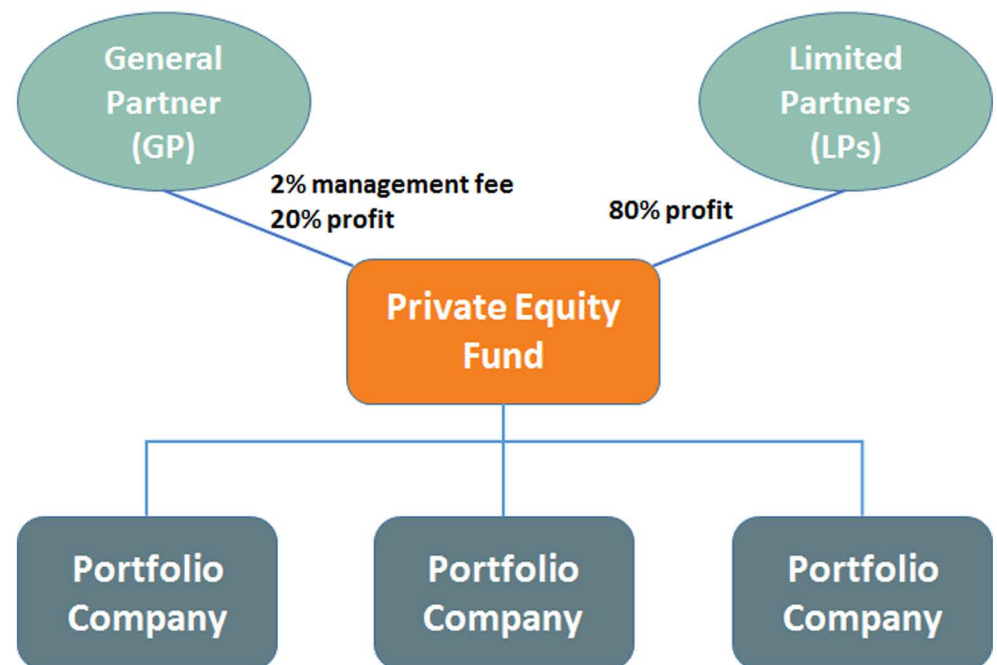 General
Partner
(GP)
Limited
Partners
(LPs)
2% management fee
20% profit
80% profit
Private Equity
Fund
Portfolio
Company
Portfolio
Company
Portfolio
Company